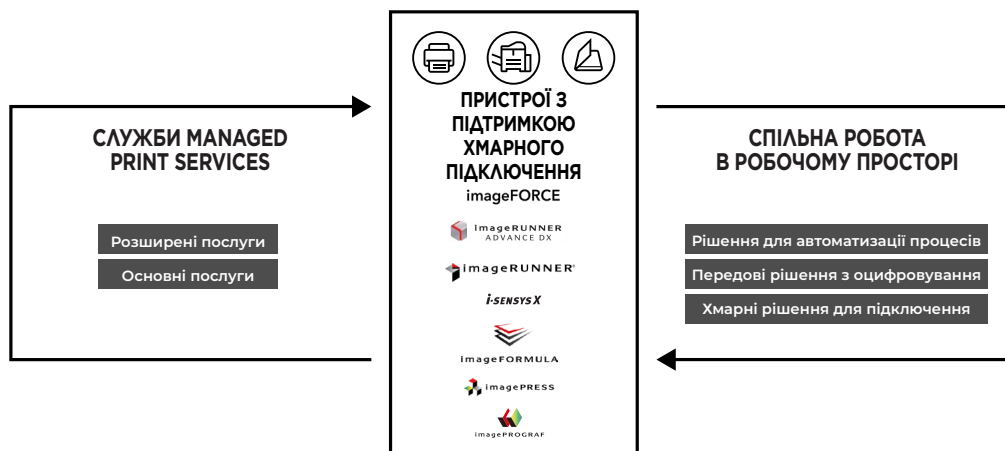 СЛУЖБИ MANAGED
PRINT SERVICES
Розширені послуги
Основні послуги
ПРИСТРОЇ З
ПІДТРИМКОЮ
ХМАРНОГО
ПІДКЛЮЧЕННЯ
imageFORCE
imageRUNNER
ADVANCE DX
imageRUNNER
i-SENSYS X
imageFORMULA
imagePRESS
imagePROGRAF
СПІЛЬНА РОБОТА
В РОБОЧОМУ ПРОСТОРІ
Рішення для автоматизації процесів
Передові рішення з оцифровування
Хмарні рішення для підключення